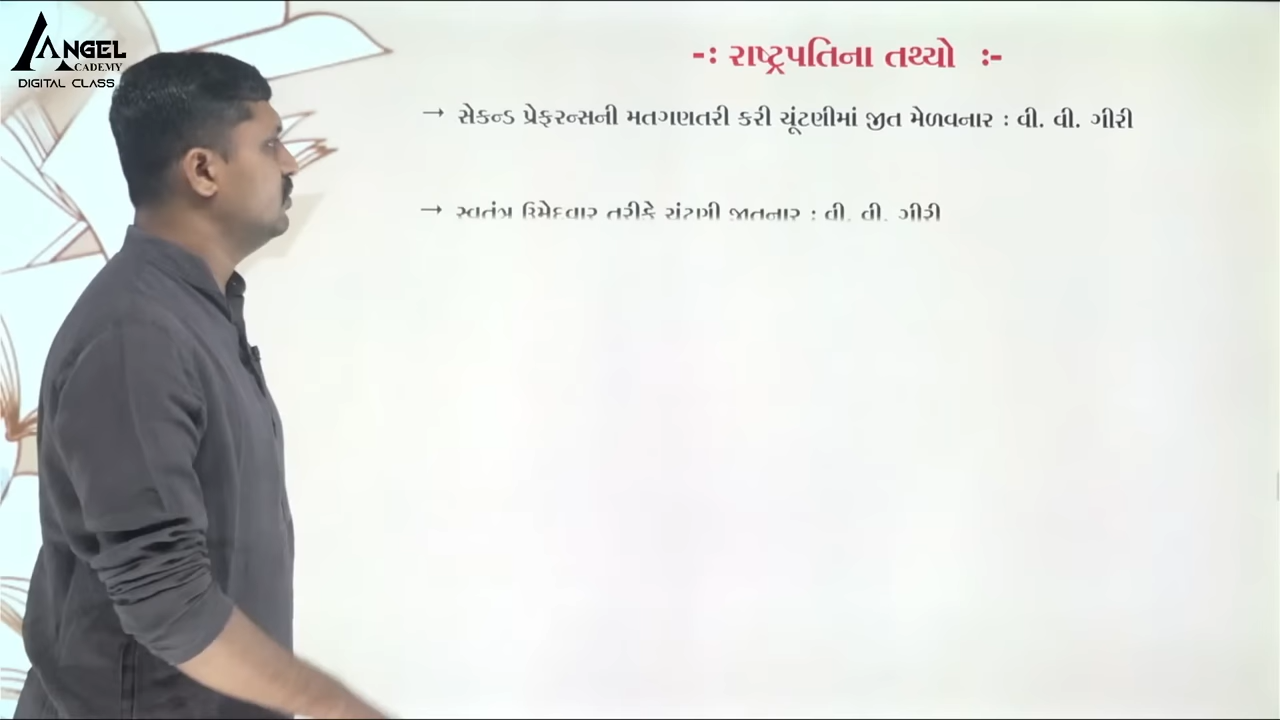 ANGEL
ACADEMY
DIGITAL CLASS
-: રાષ્ટ્રપતિના તથ્યો :-
→ સેકન્ડ પ્રેફરન્સની મતગણતરી કરી ચૂંટણીમાં જીત મેળવનાર : વી. વી. ગીરી
→ સ્વતંત્ર ઉમેદવાર તરીકે ચૂંટણી જીતનાર : વી. વી. ગીરી